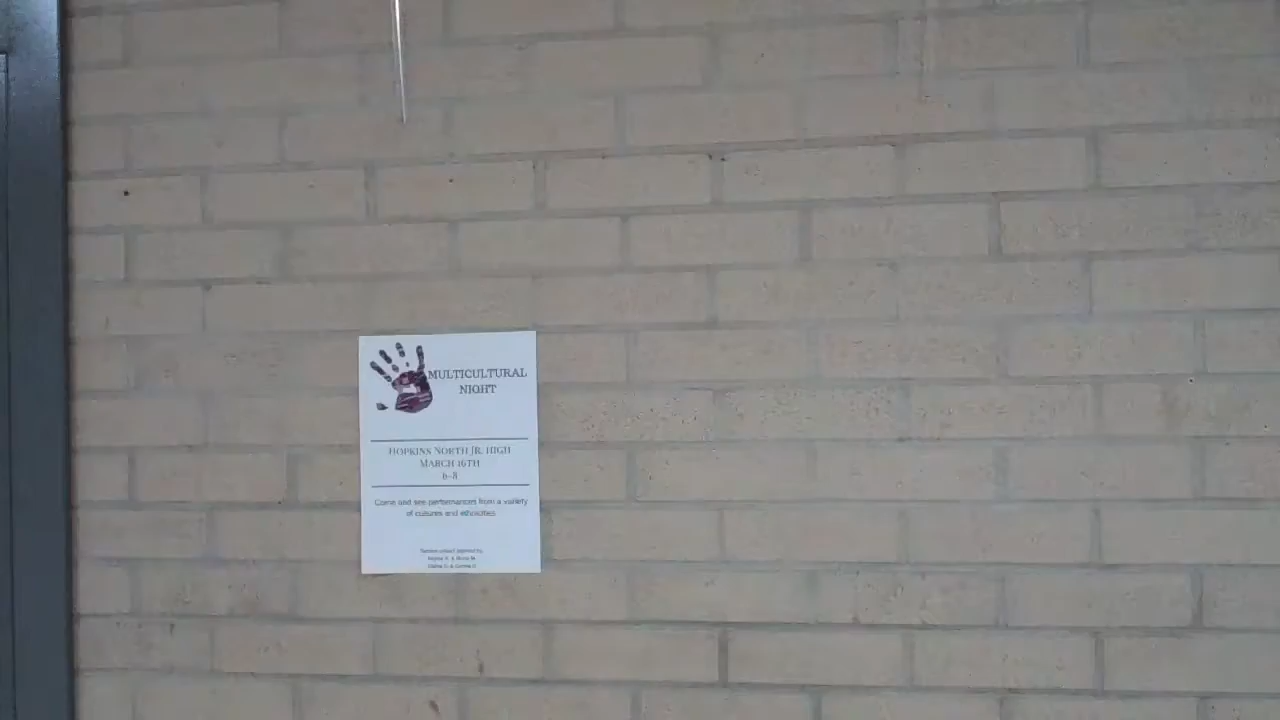 MULTICULTURAL
NIGHT
HOPKINS NORTH JR. HIGH
MARCH 16TH
6-8
Come and see performances from a variety
of cultures and ethnicities